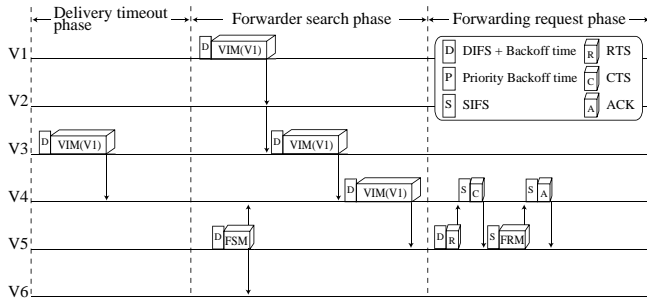 Delivery timeout phase
Forwarder search phase
Forwarding request phase
V1
D VIM(V1)
D DIFS + Backoff time
R RTS
P Priority Backoff time
C CTS
S SIFS
A ACK
V2
V3
D VIM(V1)
D VIM(V1)
V4
D VIM(V1)
S C
S A
V5
D FSM
D R
S FRM
V6